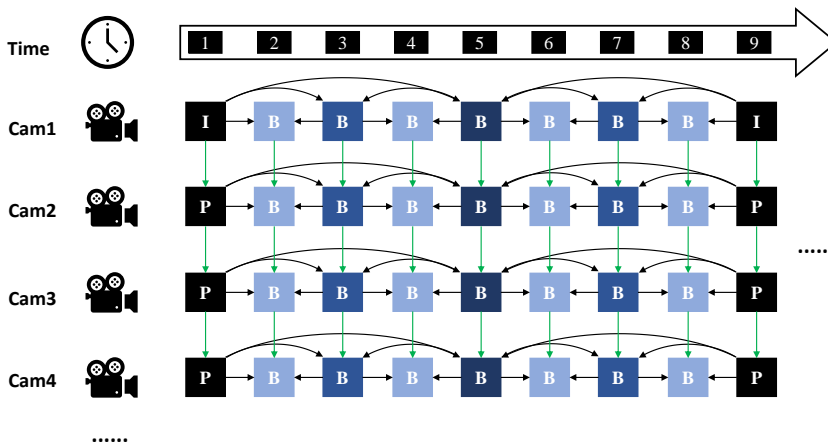 Time 1 2 3 4 5 6 7 8 9
Cam1 I B B B B B B B I
Cam2 P B B B B B B B P
......
Cam3 P B B B B B B B P
Cam4 P B B B B B B B P
......